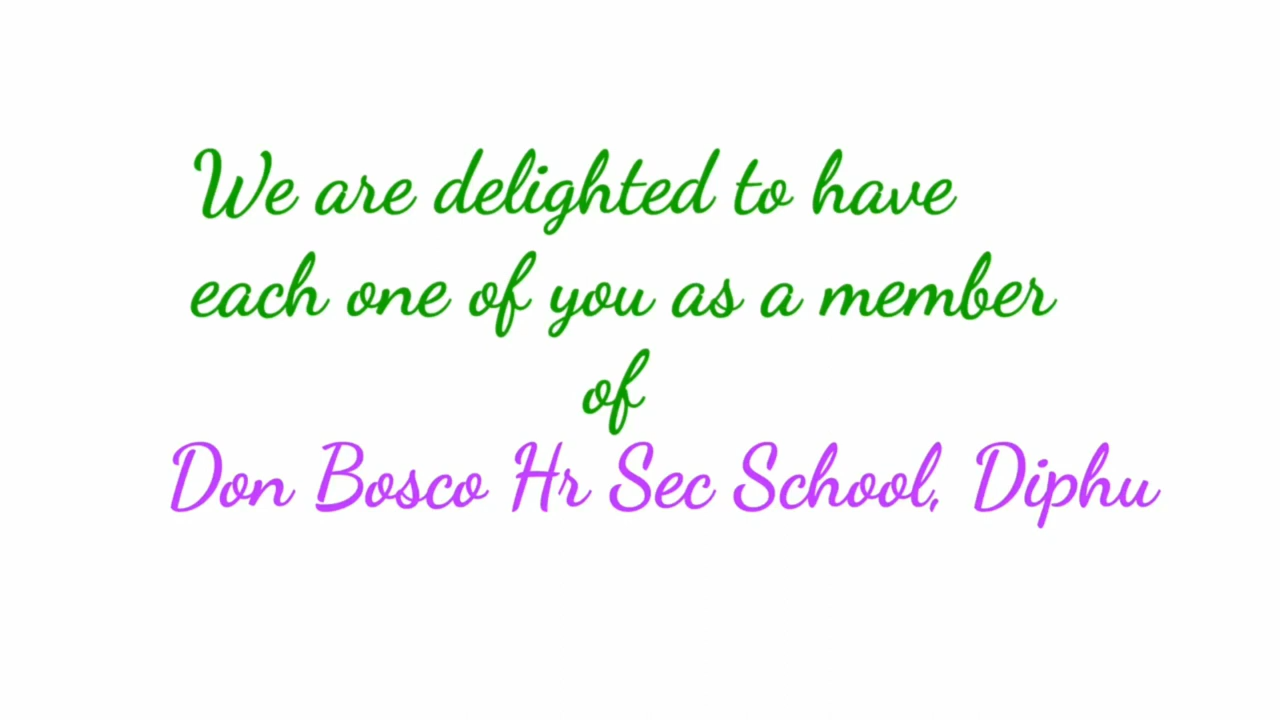 We are delighted to have
each one of you as a member
of
Don Bosco Hr Sec School, Diphu